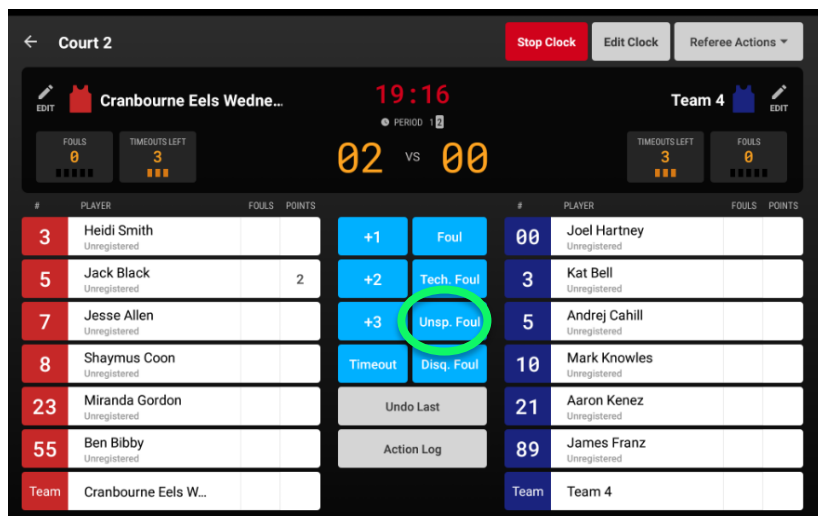 Court 2
Stop Clock
Edit Clock
Referee Actions
EDIT
Cranbourne Eels Wedne...
19:16
PERIOD 1 2
Team 4
EDIT
FOULS
0
TIMEOUTS LEFT
3
02 VS 00
TIMEOUTS LEFT
3
FOULS
0
# PLAYER FOULS POINTS
3 Heidi Smith
Unregistered
5 Jack Black 2
Unregistered
7 Jesse Allen
Unregistered
8 Shaymus Coon
Unregistered
23 Miranda Gordon
Unregistered
55 Ben Bibby
Unregistered
Team Cranbourne Eels W...
+1 Foul
+2 Tech. Foul
+3 Unsp. Foul
Timeout Disq. Foul
Undo Last
Action Log
# PLAYER FOULS POINTS
00 Joel Hartney
Unregistered
3 Kat Bell
Unregistered
5 Andrej Cahill
Unregistered
10 Mark Knowles
Unregistered
21 Aaron Kenez
Unregistered
89 James Franz
Unregistered
Team Team 4